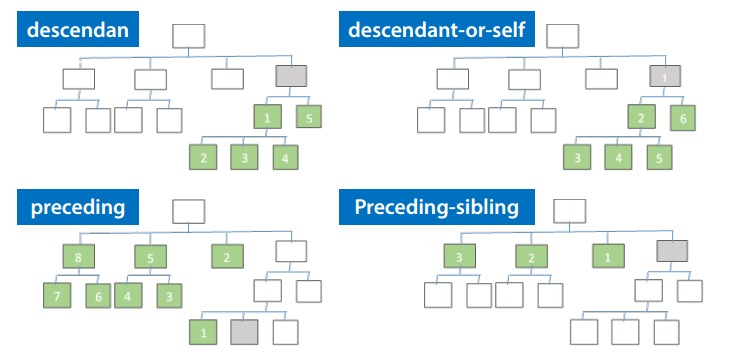 descendan
descendant-or-self
1
1 5
2 6
2 3 4
3 4 5
preceding
Preceding-sibling
8 5 2
3 2 1
7 6 4 3
1